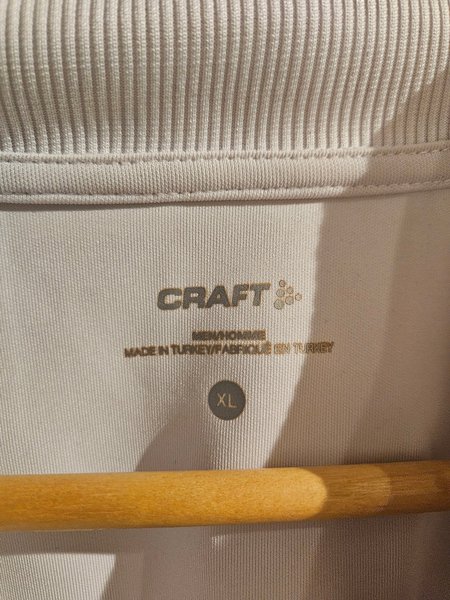 CRAFT
MEN/HOMME
MADE IN TURKEY/FABRIQUÉ EN TURKEY
XL